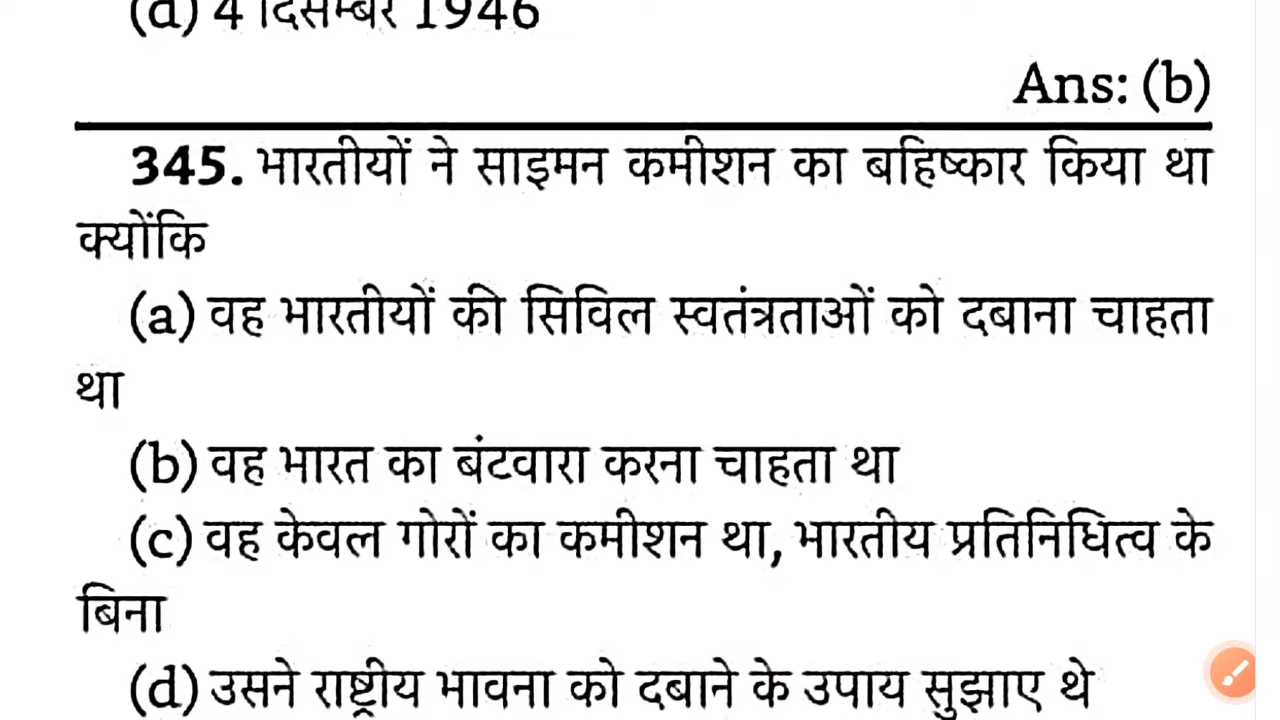 (d) 4 दिसम्बर 1946
Ans: (b)
345. भारतीयों ने साइमन कमीशन का बहिष्कार किया था
क्योंकि
(a) वह भारतीयों की सिविल स्वतंत्रताओं को दबाना चाहता
था
(b) वह भारत का बंटवारा करना चाहता था
(c) वह केवल गोरों का कमीशन था, भारतीय प्रतिनिधित्व के
बिना
(d) उसने राष्ट्रीय भावना को दबाने के उपाय सुझाए थे